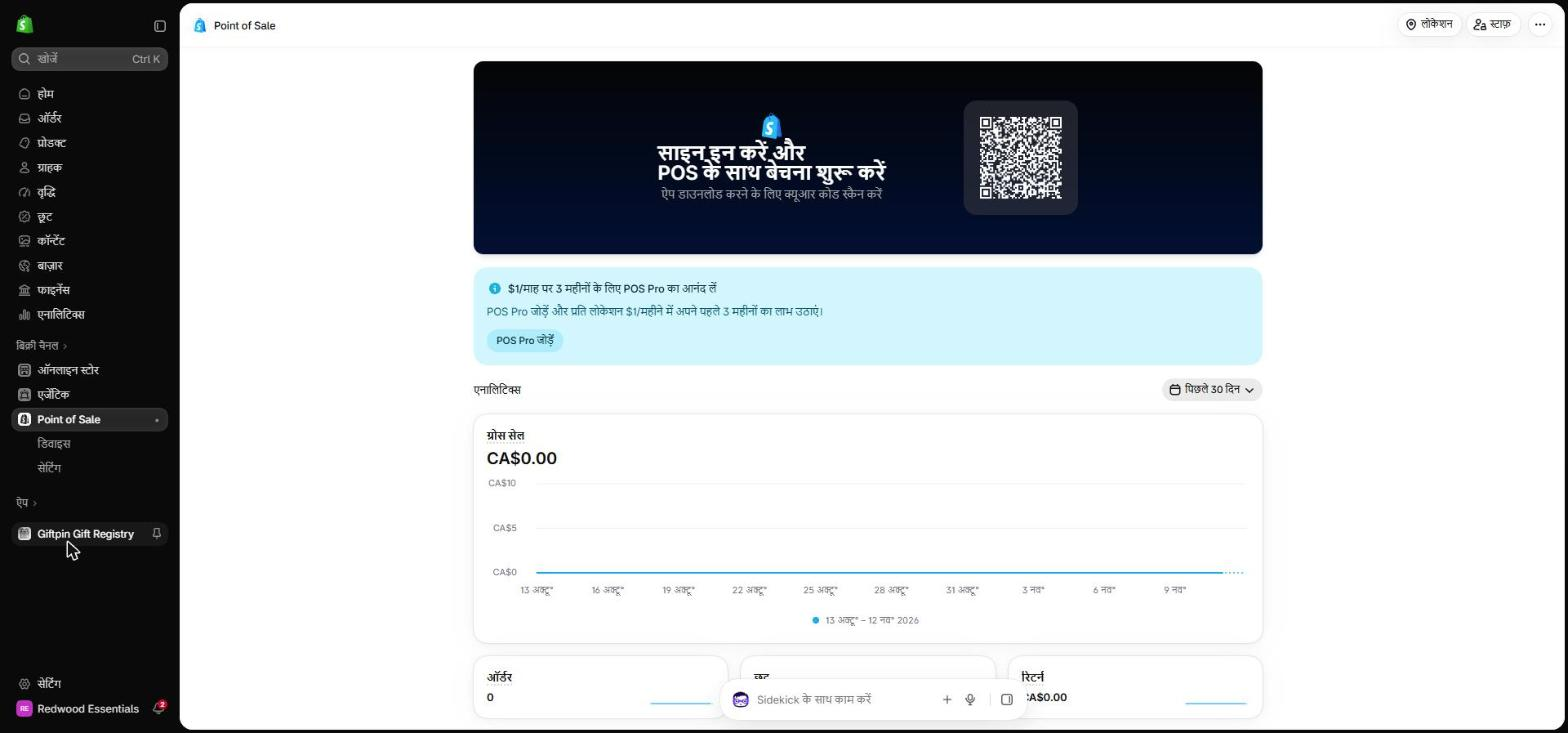 Point of Sale
लोकेशन
स्टाफ़
खोजें
Ctrl K
होम
ऑर्डर
प्रोडक्ट
ग्राहक
वृद्धि
छूट
कॉन्टेंट
बाज़ार
फाइनेंस
एनालिटिक्स
बिक्री चैनल
ऑनलाइन स्टोर
एजेंटिक
Point of Sale
डिवाइस
सेटिंग
ऐप
Giftpin Gift Registry
सेटिंग
RE
Redwood Essentials
2
साइन इन करें और
POS के साथ बेचना शुरू करें
ऐप डाउनलोड करने के लिए क्यूआर कोड स्कैन करें
$1/माह पर 3 महीनों के लिए POS Pro का आनंद लें
POS Pro जोड़ें और प्रति लोकेशन $1/महीने में अपने पहले 3 महीनों का लाभ उठाएं।
POS Pro जोड़ें
एनालिटिक्स
पिछले 30 दिन
ग्रोस सेल
CA$0.00
CA$10
CA$5
CA$0
13 अक्टू॰
16 अक्टू॰
19 अक्टू॰
22 अक्टू॰
25 अक्टू॰
28 अक्टू॰
31 अक्टू॰
3 नव॰
6 नव॰
9 नव॰
13 अक्टू॰ – 12 नव॰ 2026
ऑर्डर
0
छूट
रिटर्न
CA$0.00
Sidekick के साथ काम करें